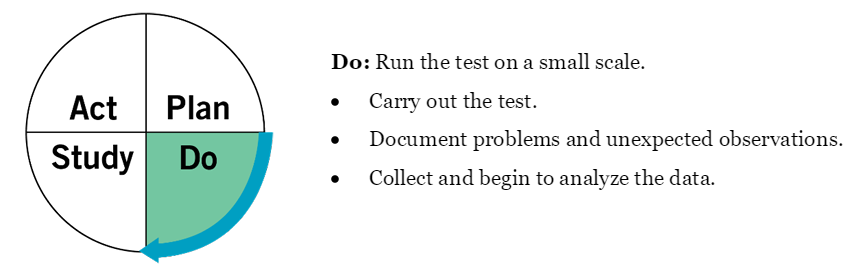 Act
Plan
Study
Do
Do: Run the test on a small scale.
• Carry out the test.
• Document problems and unexpected observations.
• Collect and begin to analyze the data.